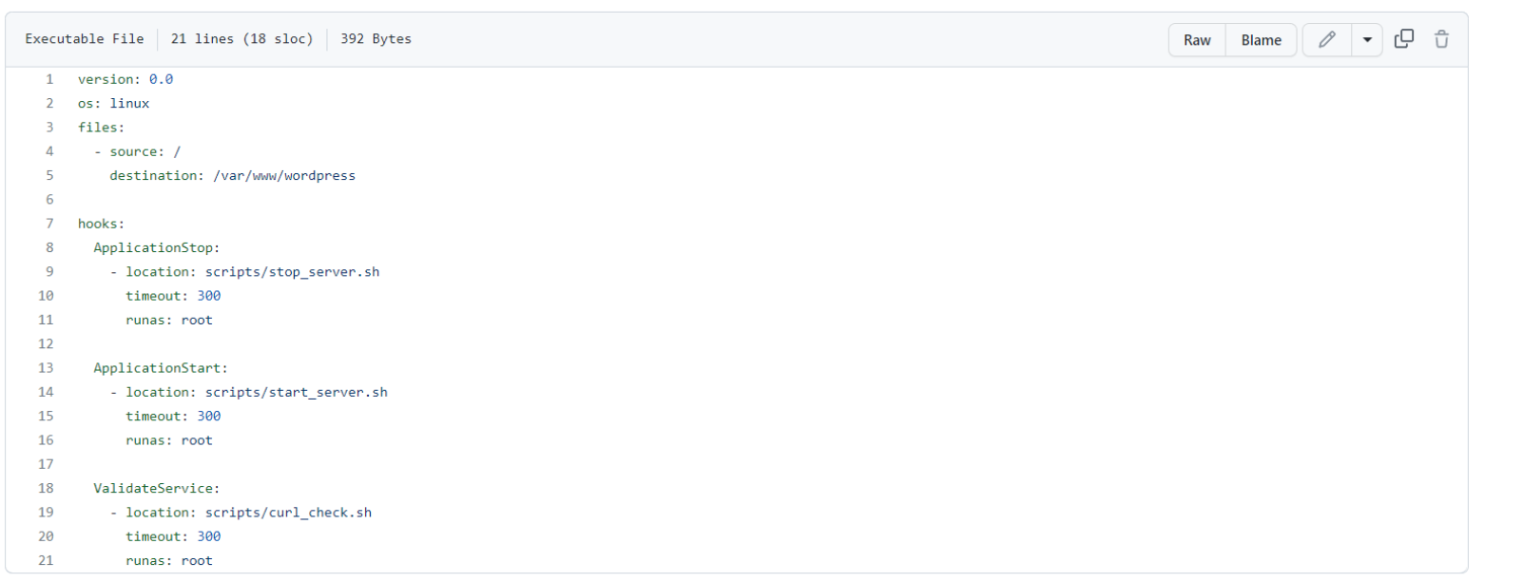 Executable File 21 lines (18 sloc) 392 Bytes Raw Blame
1 version: 0.0
2 os: linux
3 files:
4   - source: /
5     destination: /var/www/wordpress
6
7 hooks:
8   ApplicationStop:
9     - location: scripts/stop_server.sh
10       timeout: 300
11       runas: root
12
13   ApplicationStart:
14     - location: scripts/start_server.sh
15       timeout: 300
16       runas: root
17
18   ValidateService:
19     - location: scripts/curl_check.sh
20       timeout: 300
21       runas: root